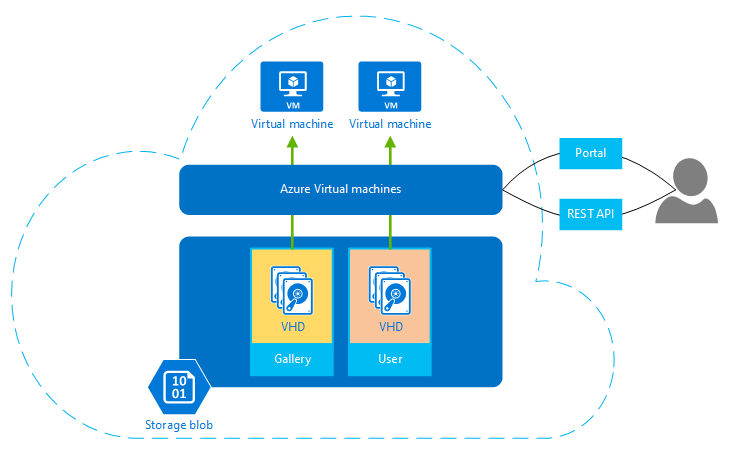 VM
VM
Virtual machine
Virtual machine
Azure Virtual machines
Portal
REST API
VHD
VHD
Gallery
User
10
01
Storage blob